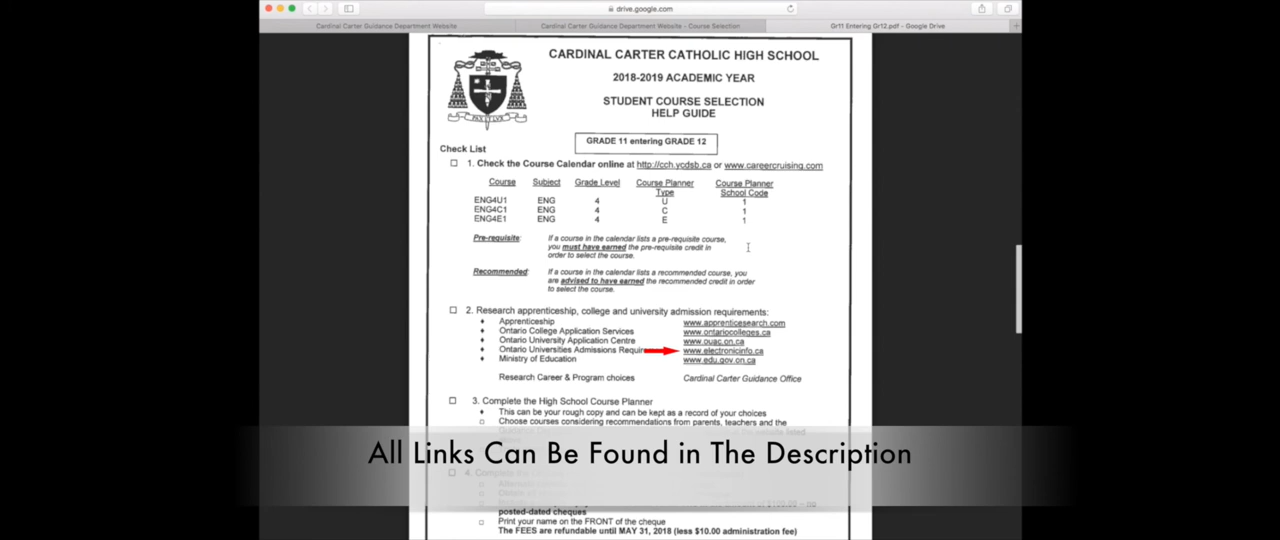 drive.google.com
Cardinal Carter Guidance Department Website
Cardinal Carter Guidance Department Website - Course Selection
Gr11 Entering Gr12.pdf - Google Drive
CARDINAL CARTER CATHOLIC HIGH SCHOOL
2018-2019 ACADEMIC YEAR
STUDENT COURSE SELECTION
HELP GUIDE
GRADE 11 entering GRADE 12
Check List
1. Check the Course Calendar online at http://cch.ycdsb.ca or www.careercruising.com
Course Subject Grade Level Course Planner Type Course Planner School Code
ENG4U1 ENG 4 U 1
ENG4C1 ENG 4 C 1
ENG4E1 ENG 4 E 1
Pre-requisite: If a course in the calendar lists a pre-requisite course,
you must have earned the pre-requisite credit in
order to select the course.
Recommended: If a course in the calendar lists a recommended course, you
are advised to have earned the recommended credit in order
to select the course.
2. Research apprenticeship, college and university admission requirements:
Apprenticeship www.apprenticesearch.com
Ontario College Application Services www.ontariocolleges.ca
Ontario University Application Centre www.ouac.on.ca
Ontario Universities Admissions www.electronicinfo.ca
Ministry of Education www.edu.gov.on.ca
Research Career & Program choices Cardinal Carter Guidance Office
3. Complete the High School Course Planner
This can be your rough copy and can be kept as a record of your choices
Choose courses considering recommendations from parents, teachers and the
All Links Can Be Found in The Description
4. Complete
posted-dated cheques
Print your name on the FRONT of the cheque
The FEES are refundable until MAY 31, 2018 (less $10.00 administration fee)